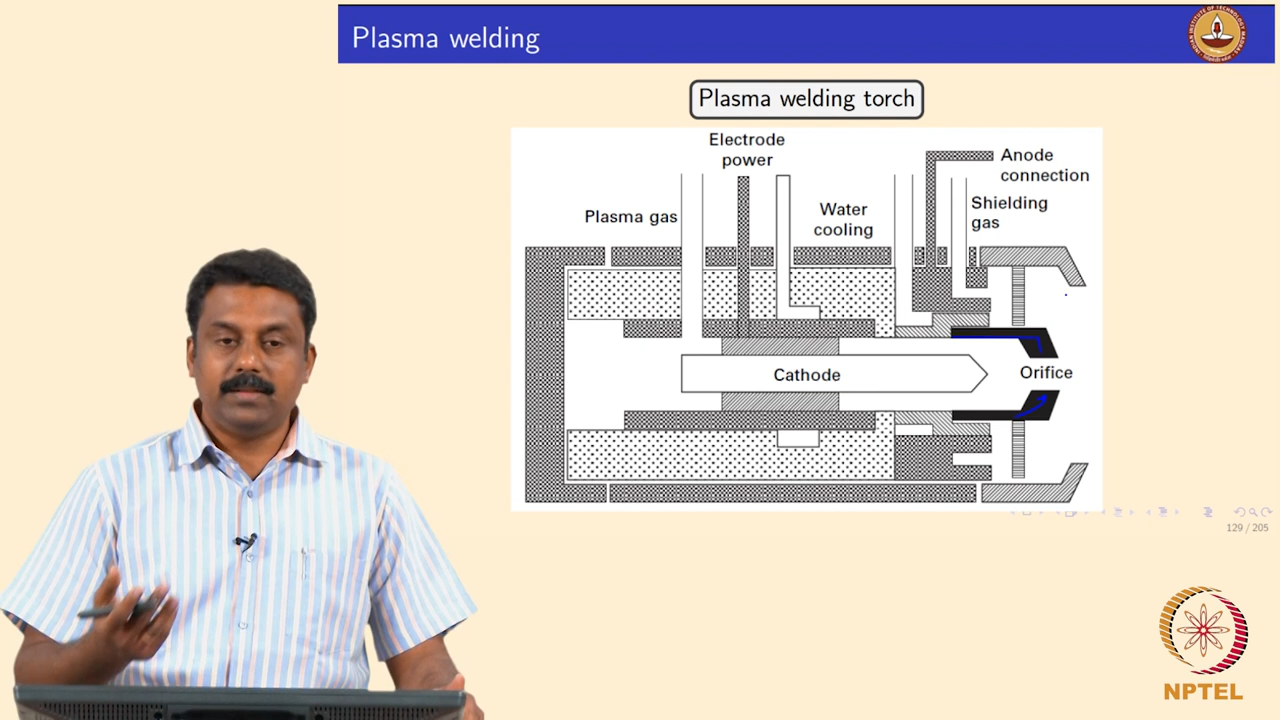 Plasma welding
Plasma welding torch
Electrode
power
Anode
connection
Plasma gas
Water
cooling
Shielding
gas
Cathode
Orifice
129 / 205
NPTEL